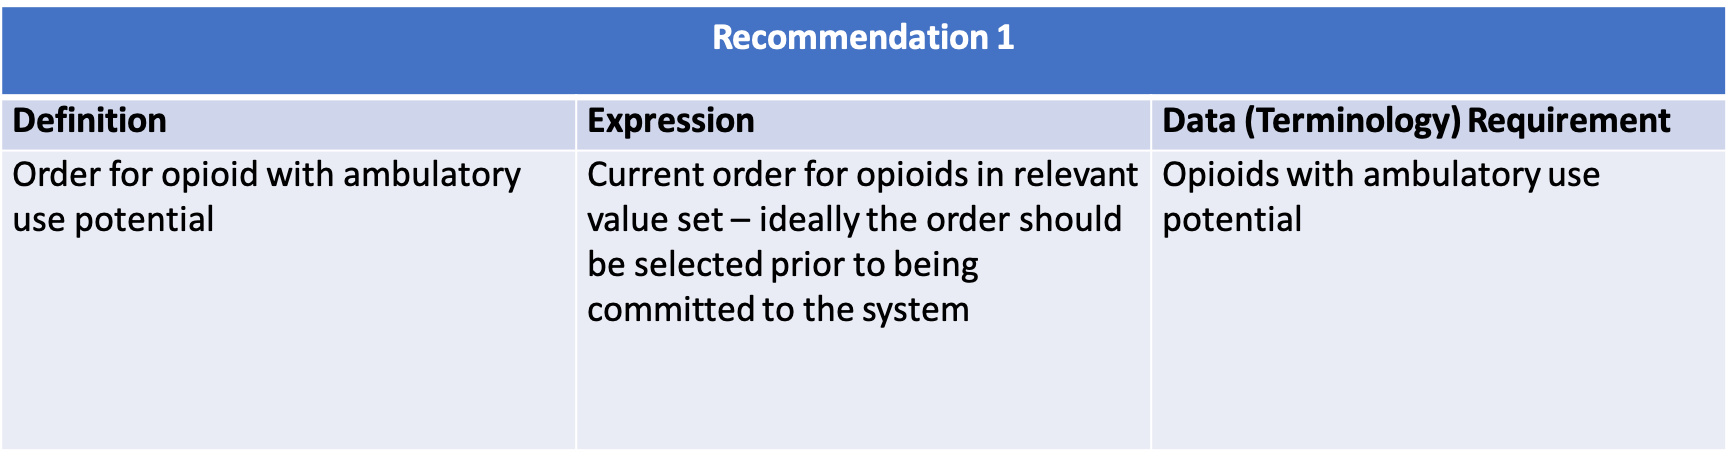 Recommendation 1
Definition
Expression
Data (Terminology) Requirement
Order for opioid with ambulatory
use potential
Current order for opioids in relevant
value set – ideally the order should
be selected prior to being
committed to the system
Opioids with ambulatory use
potential